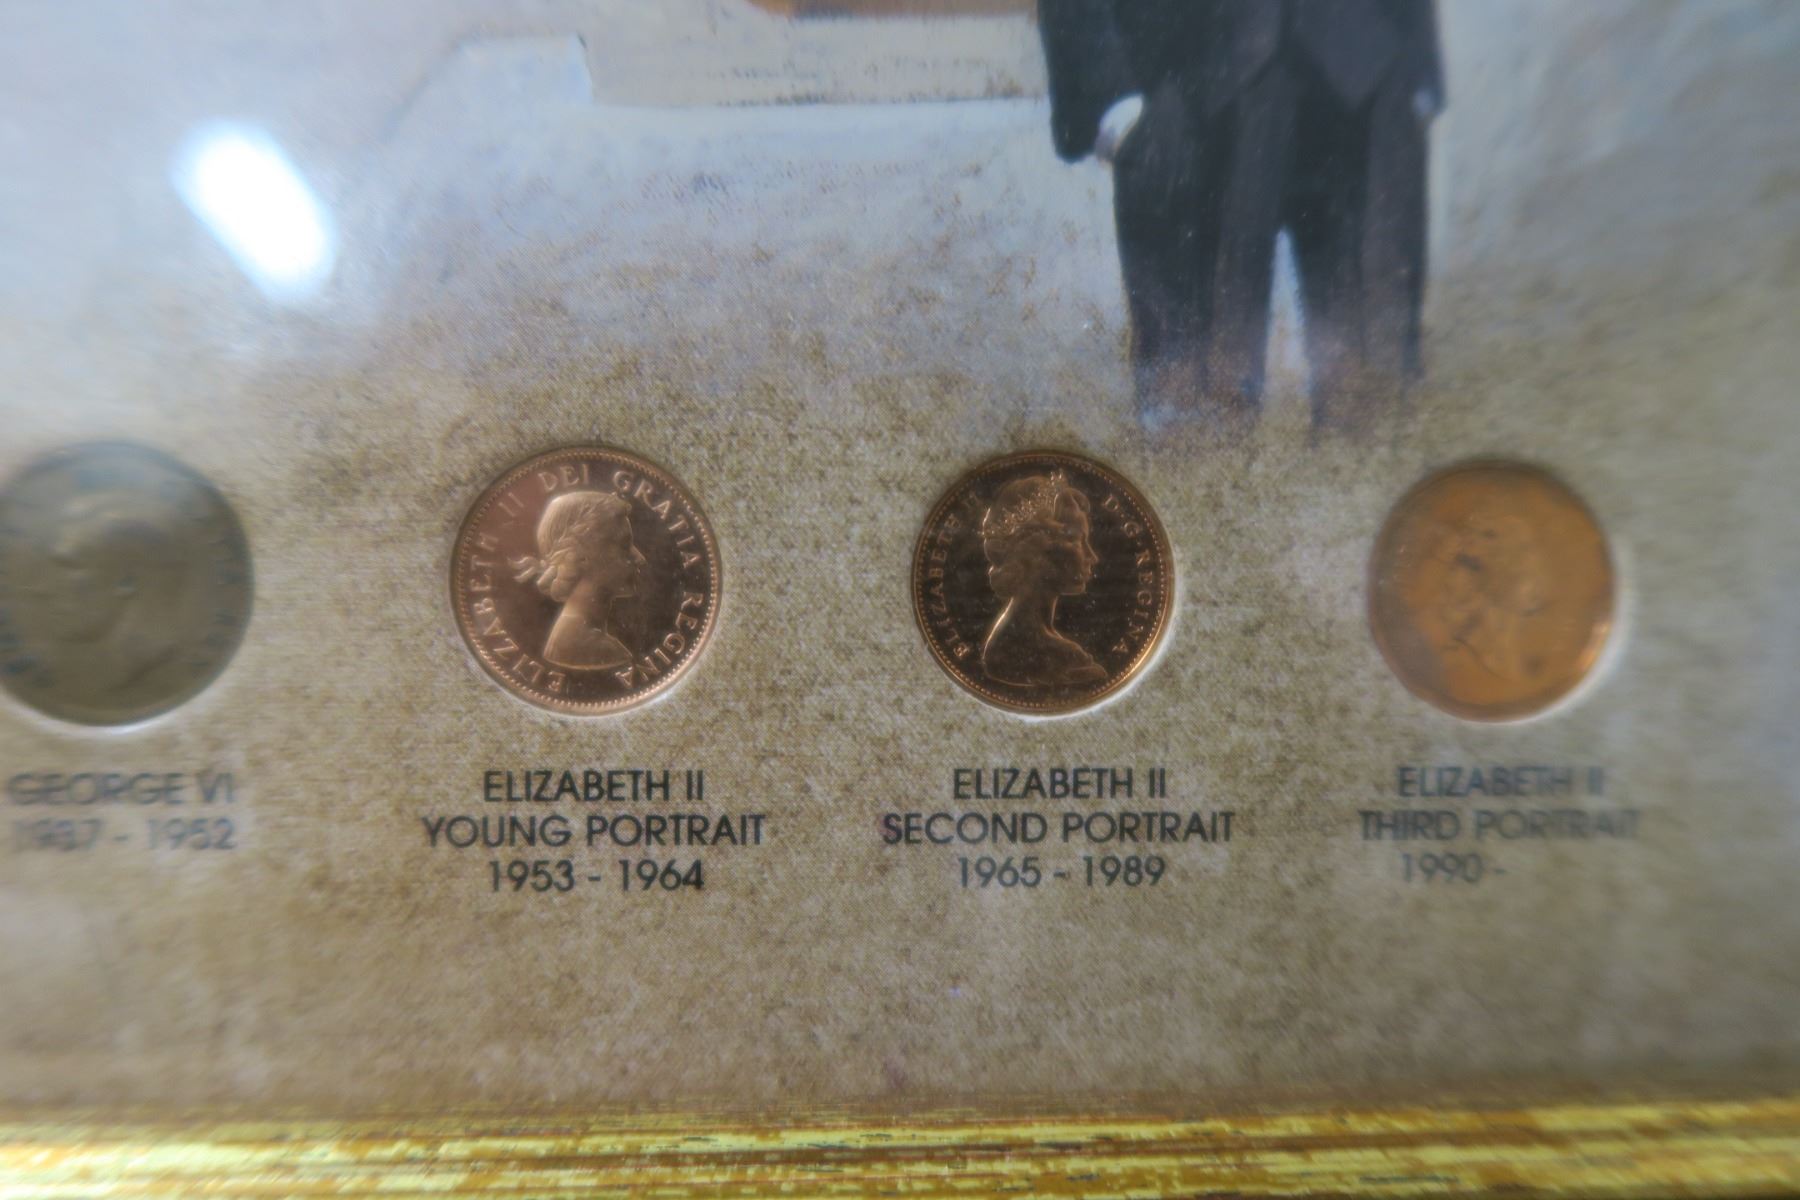 ELIZABETH II DEI GRATIA REGINA
ELIZABETH II D·G·REGINA
GEORGE VI
1937 - 1952
ELIZABETH II
YOUNG PORTRAIT
1953 - 1964
ELIZABETH II
SECOND PORTRAIT
1965 - 1989
ELIZABETH II
THIRD PORTRAIT
1990 -